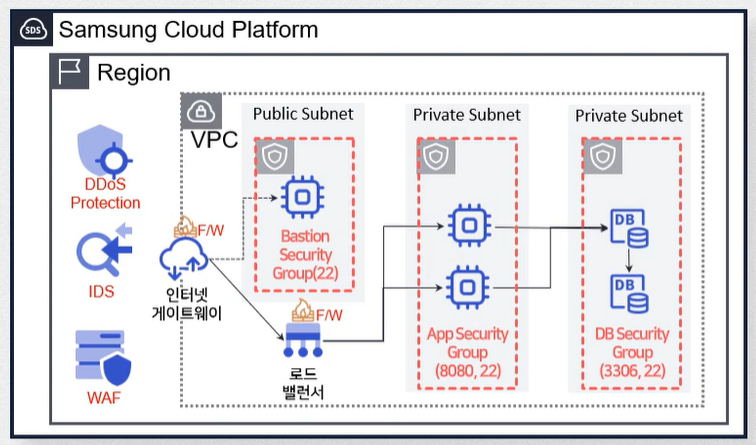 SDS
Samsung Cloud Platform
Region
VPC
Public Subnet
Private Subnet
Private Subnet
DDoS
Protection
IDS
WAF
F/W
인터넷
게이트웨이
Bastion
Security
Group(22)
F/W
로드
밸런서
App Security
Group
(8080, 22)
DB
DB
DB Security
Group
(3306, 22)